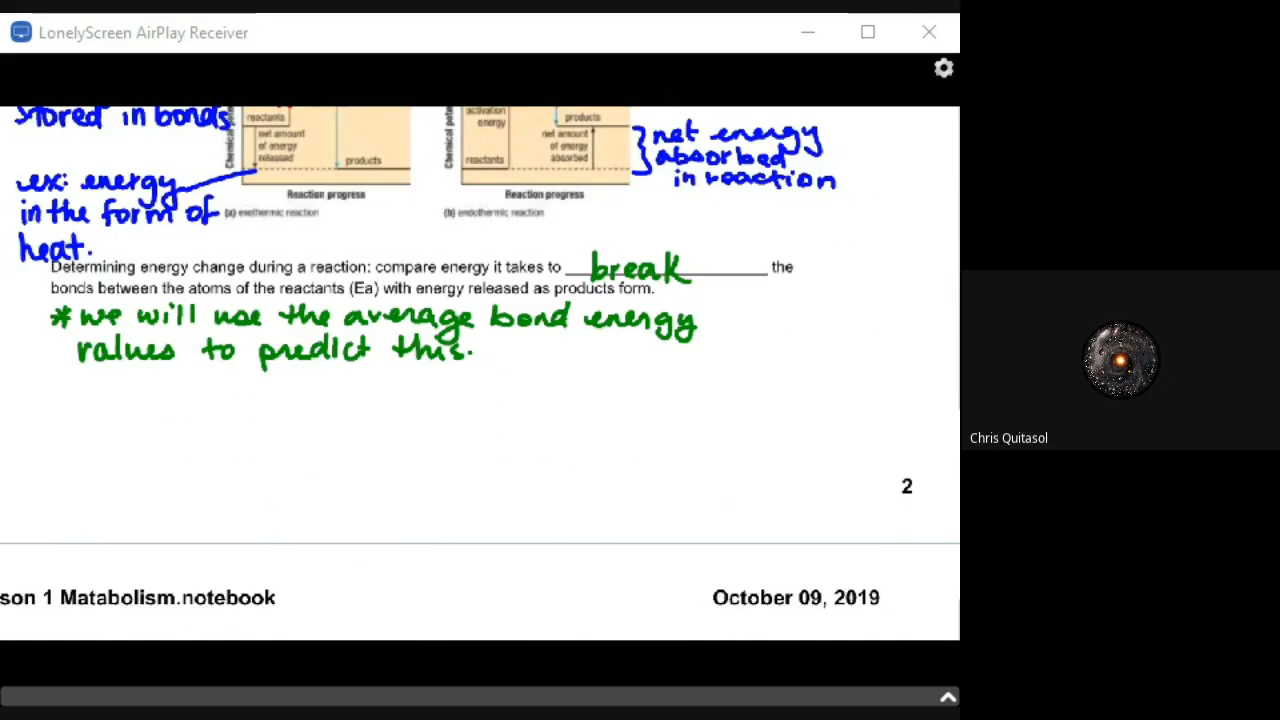 LonelyScreen AirPlay Receiver
stored in bonds
ex: energy
in the form of
heat.
reactants
net amount
of energy
released
products
Reaction progress
(a) exothermic reaction
activation
energy
products
net amount
of energy
absorbed
reactants
Reaction progress
(b) endothermic reaction
net energy
absorbed
in reaction
Determining energy change during a reaction: compare energy it takes to break the
bonds between the atoms of the reactants (Ea) with energy released as products form.
*we will use the average bond energy
values to predict this.
2
son 1 Matabolism.notebook
October 09, 2019
Chris Quitasol